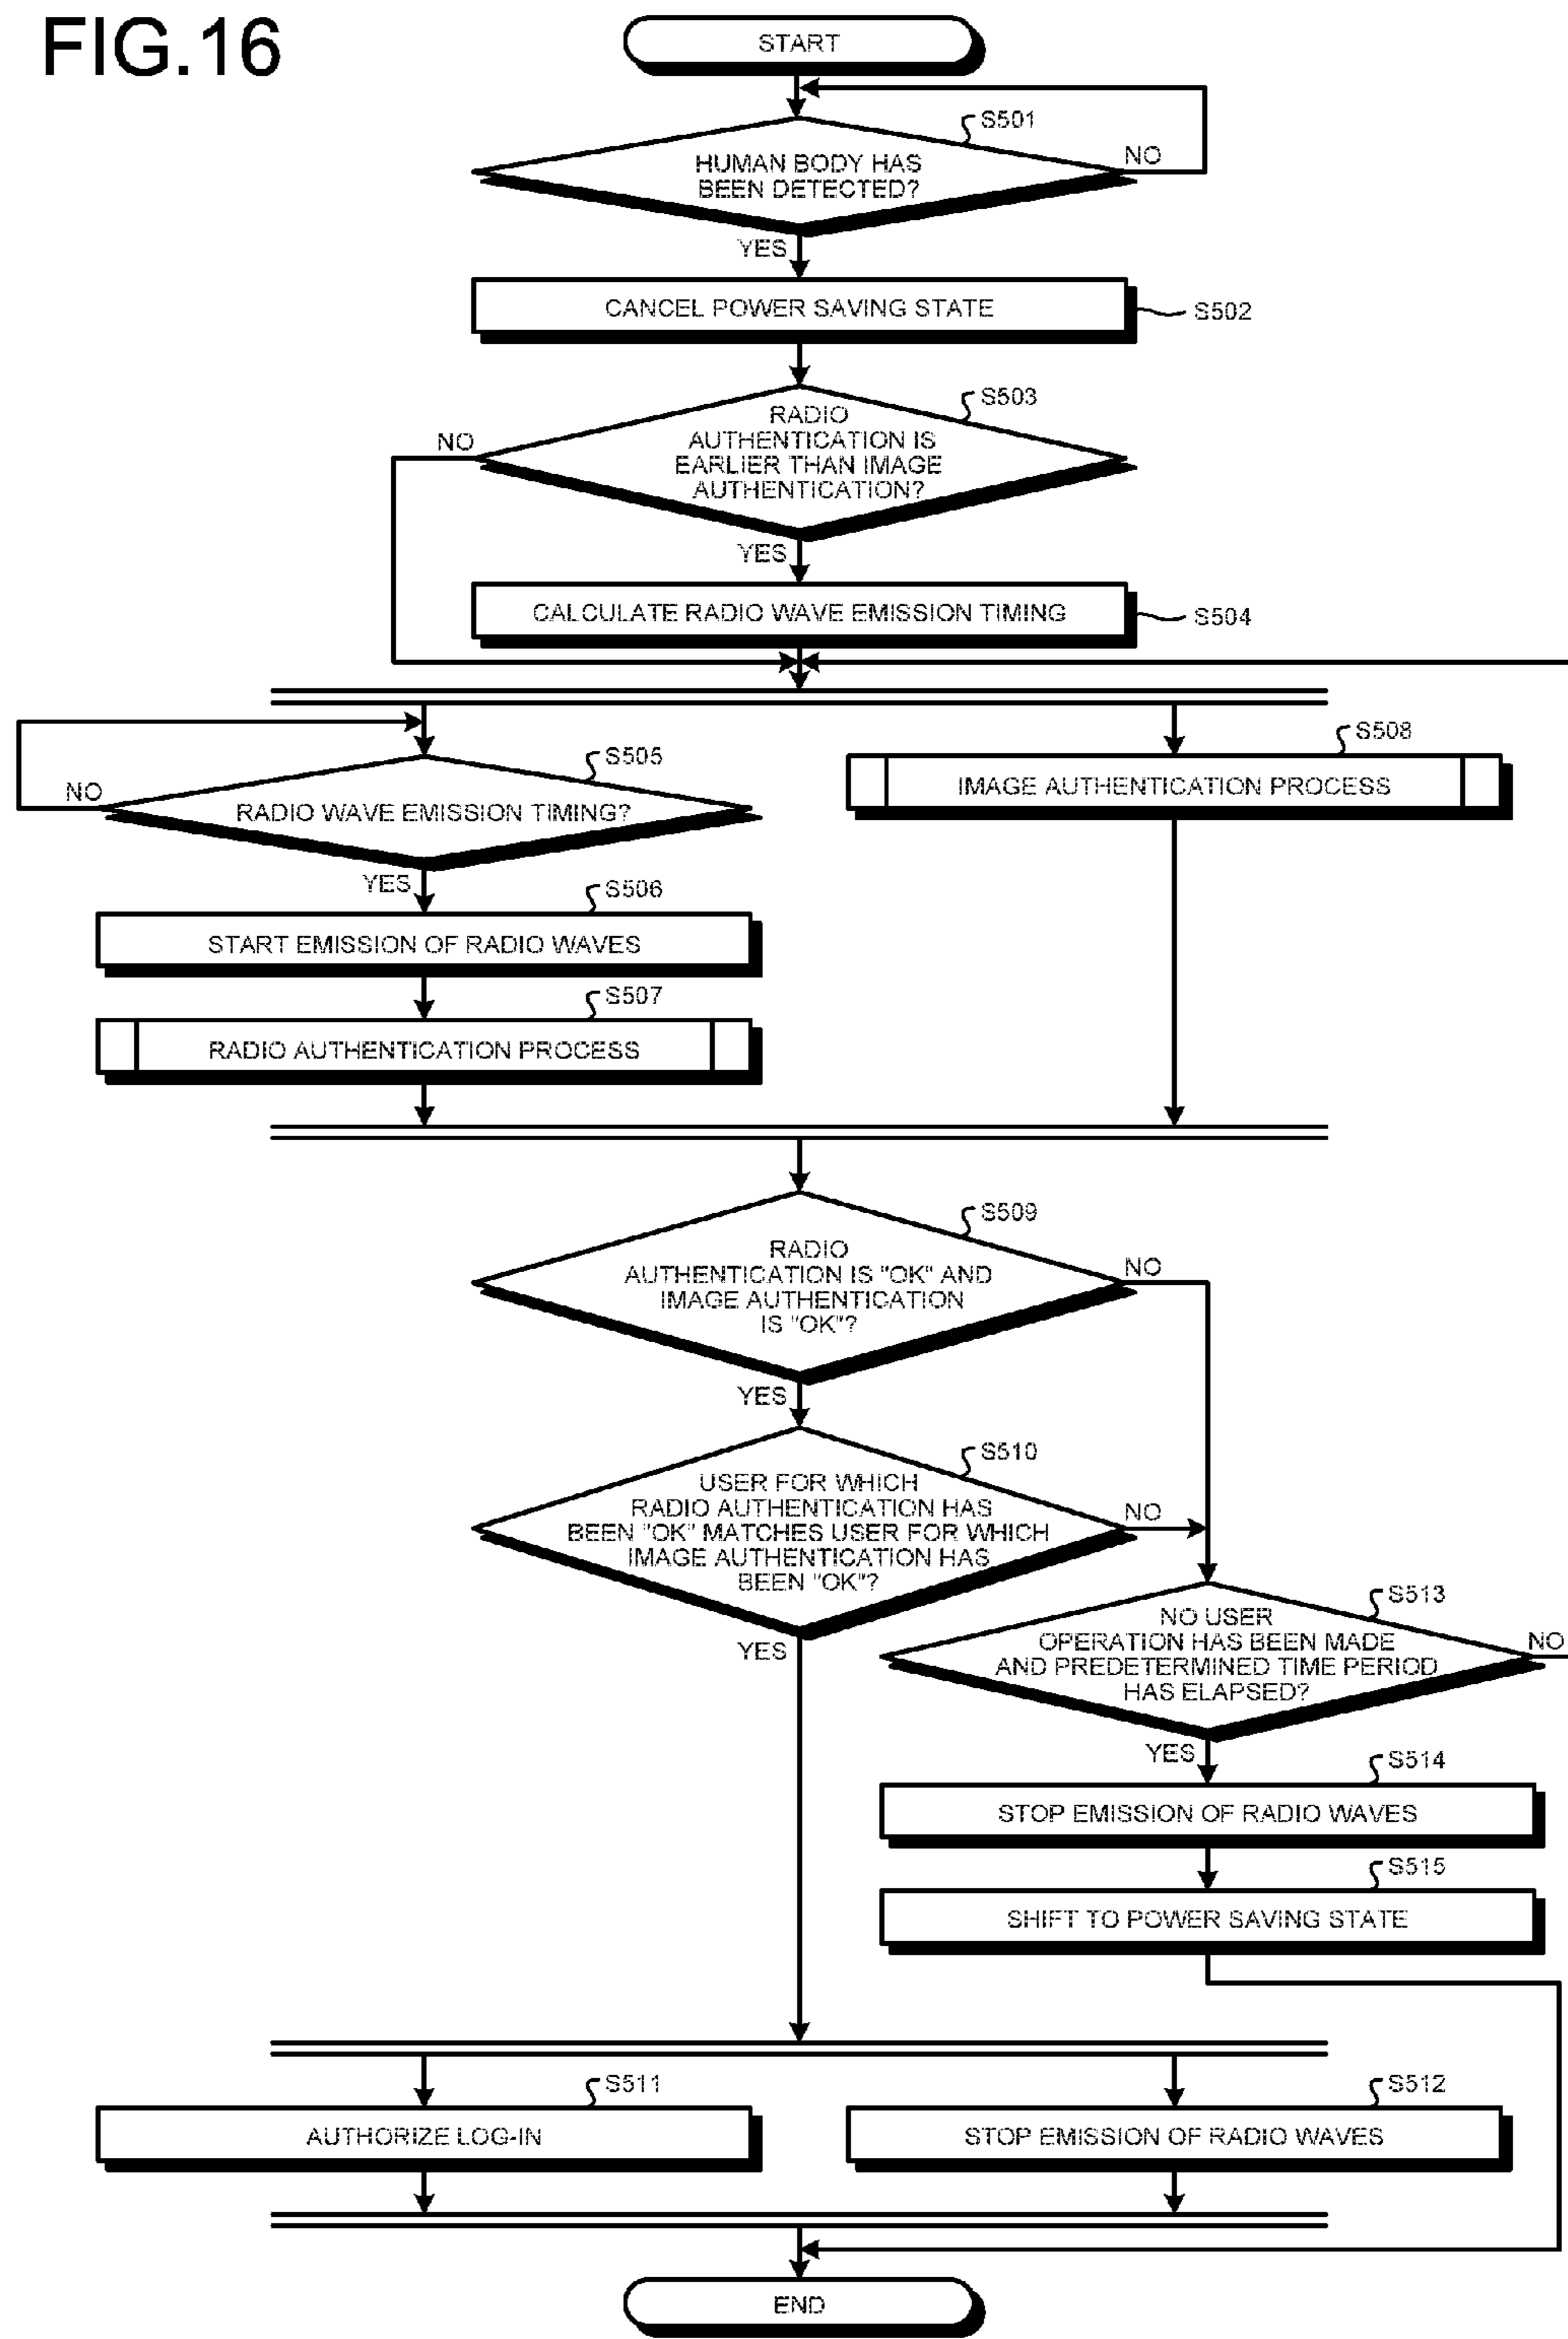 FIG.16
START
S501
HUMAN BODY HAS
BEEN DETECTED?
NO
YES
CANCEL POWER SAVING STATE
S502
S503
RADIO
AUTHENTICATION IS
EARLIER THAN IMAGE
AUTHENTICATION?
NO
YES
CALCULATE RADIO WAVE EMISSION TIMING
S504
S505
RADIO WAVE EMISSION TIMING?
NO
YES
S506
START EMISSION OF RADIO WAVES
S507
RADIO AUTHENTICATION PROCESS
S508
IMAGE AUTHENTICATION PROCESS
S509
RADIO
AUTHENTICATION IS "OK" AND
IMAGE AUTHENTICATION
IS "OK"?
NO
YES
S510
USER FOR WHICH
RADIO AUTHENTICATION HAS
BEEN "OK" MATCHES USER FOR WHICH
IMAGE AUTHENTICATION HAS
BEEN "OK"?
NO
YES
S513
NO USER
OPERATION HAS BEEN MADE
AND PREDETERMINED TIME PERIOD
HAS ELAPSED?
NO
YES
S514
STOP EMISSION OF RADIO WAVES
S515
SHIFT TO POWER SAVING STATE
S511
AUTHORIZE LOG-IN
S512
STOP EMISSION OF RADIO WAVES
END